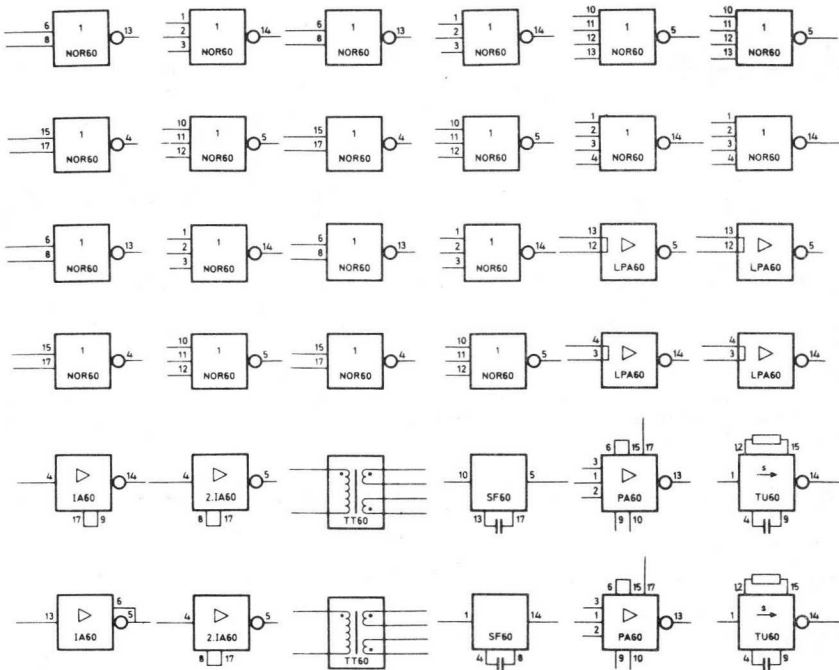 6 8 1 NOR60 13
1 2 3 1 NOR60 14
6 8 1 NOR60 13
1 2 3 1 NOR60 14
10 11 12 13 1 NOR60 5
10 11 12 13 1 NOR60 5
15 17 1 NOR60 4
10 11 12 1 NOR60 5
15 17 1 NOR60 4
10 11 12 1 NOR60 5
1 2 3 4 1 NOR60 14
1 2 3 4 1 NOR60 14
6 8 1 NOR60 13
1 2 3 1 NOR60 14
6 8 1 NOR60 13
1 2 3 1 NOR60 14
13 12 LPA60 5
13 12 LPA60 5
15 17 1 NOR60 4
10 11 12 1 NOR60 5
15 17 1 NOR60 4
10 11 12 1 NOR60 5
4 3 LPA60 14
4 3 LPA60 14
4 IA60 14 17 9
4 2.IA60 5 8 17
TT60
10 SF60 5 13 17
6 15 17 3 1 2 PA60 13 9 10
12 15 1 s TU60 14 4 9
13 IA60 6 5
4 2.IA60 5 8 17
TT60
1 SF60 14 4 8
6 15 17 3 1 2 PA60 13 9 10
12 15 1 s TU60 14 4 9